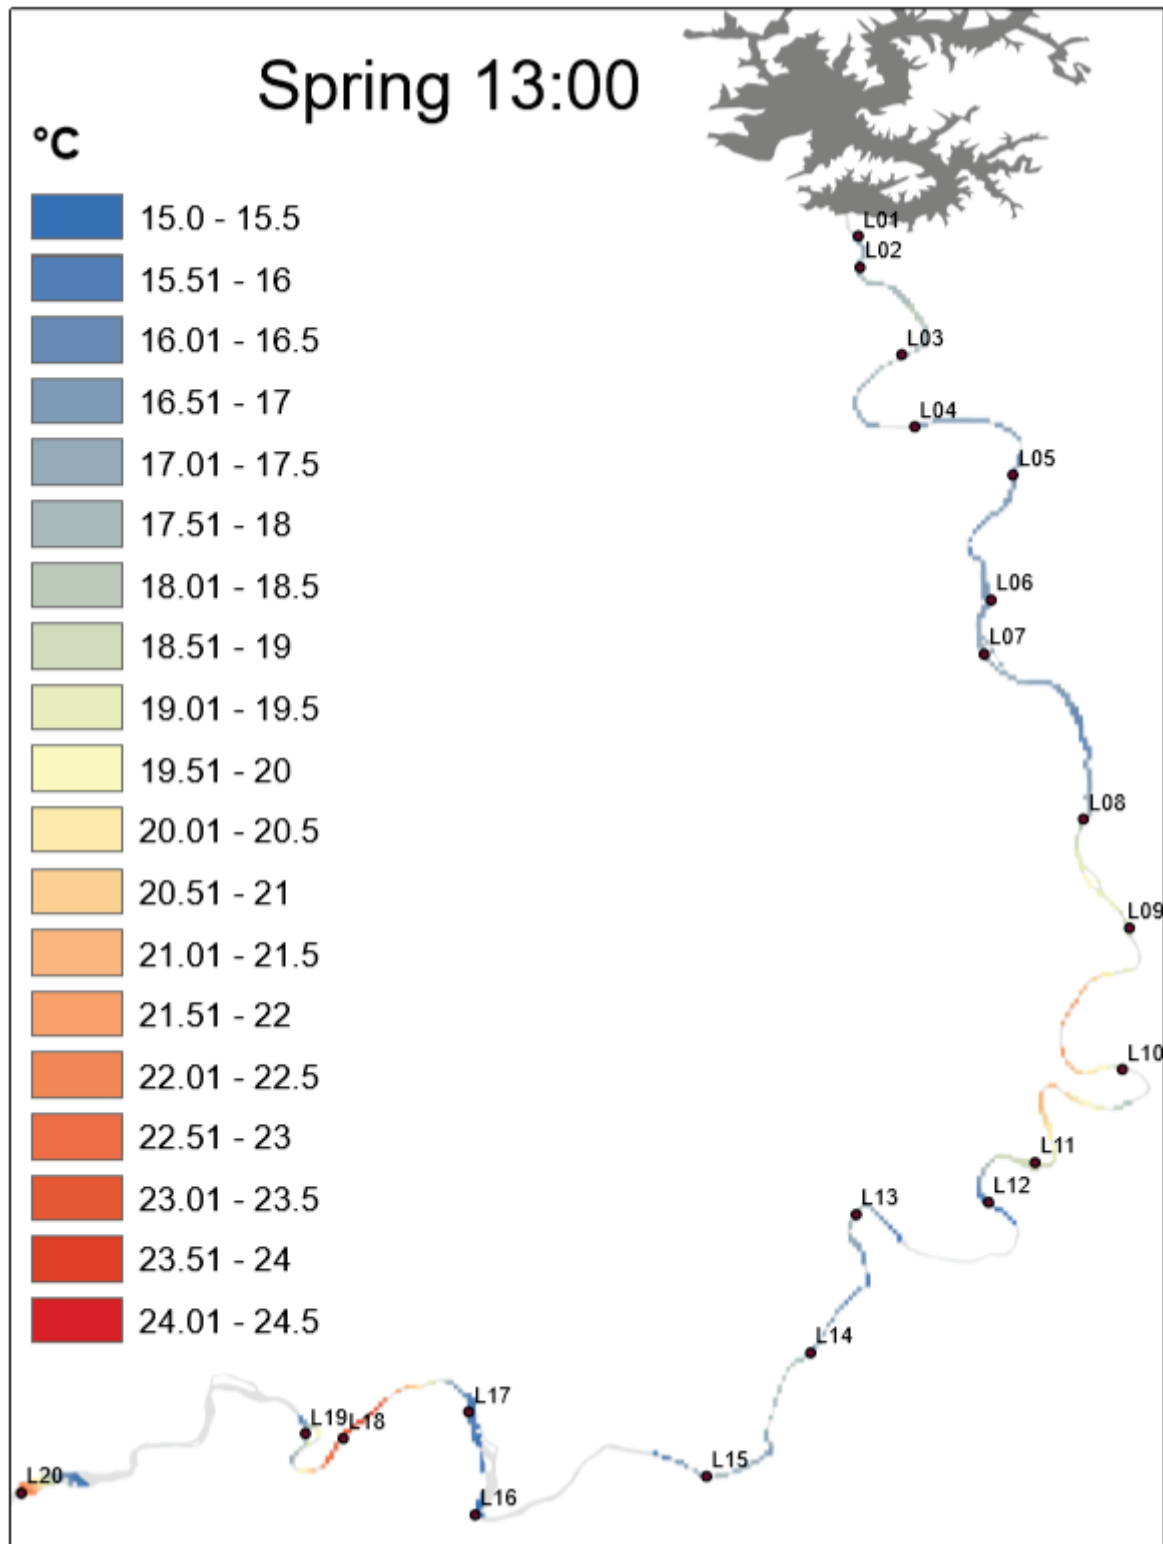 Spring 13:00
°C
15.0 - 15.5
15.51 - 16
16.01 - 16.5
16.51 - 17
17.01 - 17.5
17.51 - 18
18.01 - 18.5
18.51 - 19
19.01 - 19.5
19.51 - 20
20.01 - 20.5
20.51 - 21
21.01 - 21.5
21.51 - 22
22.01 - 22.5
22.51 - 23
23.01 - 23.5
23.51 - 24
24.01 - 24.5
L01
L02
L03
L04
L05
L06
L07
L08
L09
L10
L11
L12
L13
L14
L15
L16
L17
L18
L19
L20